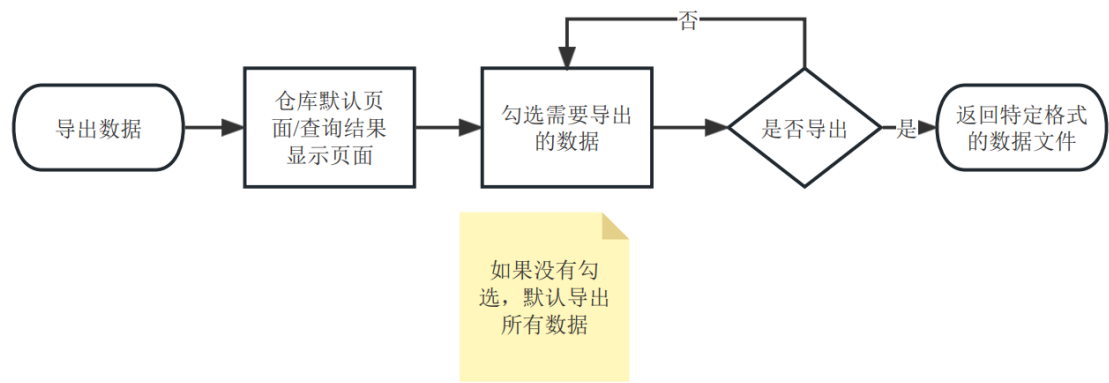 否
导出数据
仓库默认页
面/查询结果
显示页面
勾选需要导出
的数据
是否导出
是
返回特定格式
的数据文件
如果没有勾
选，默认导出
所有数据